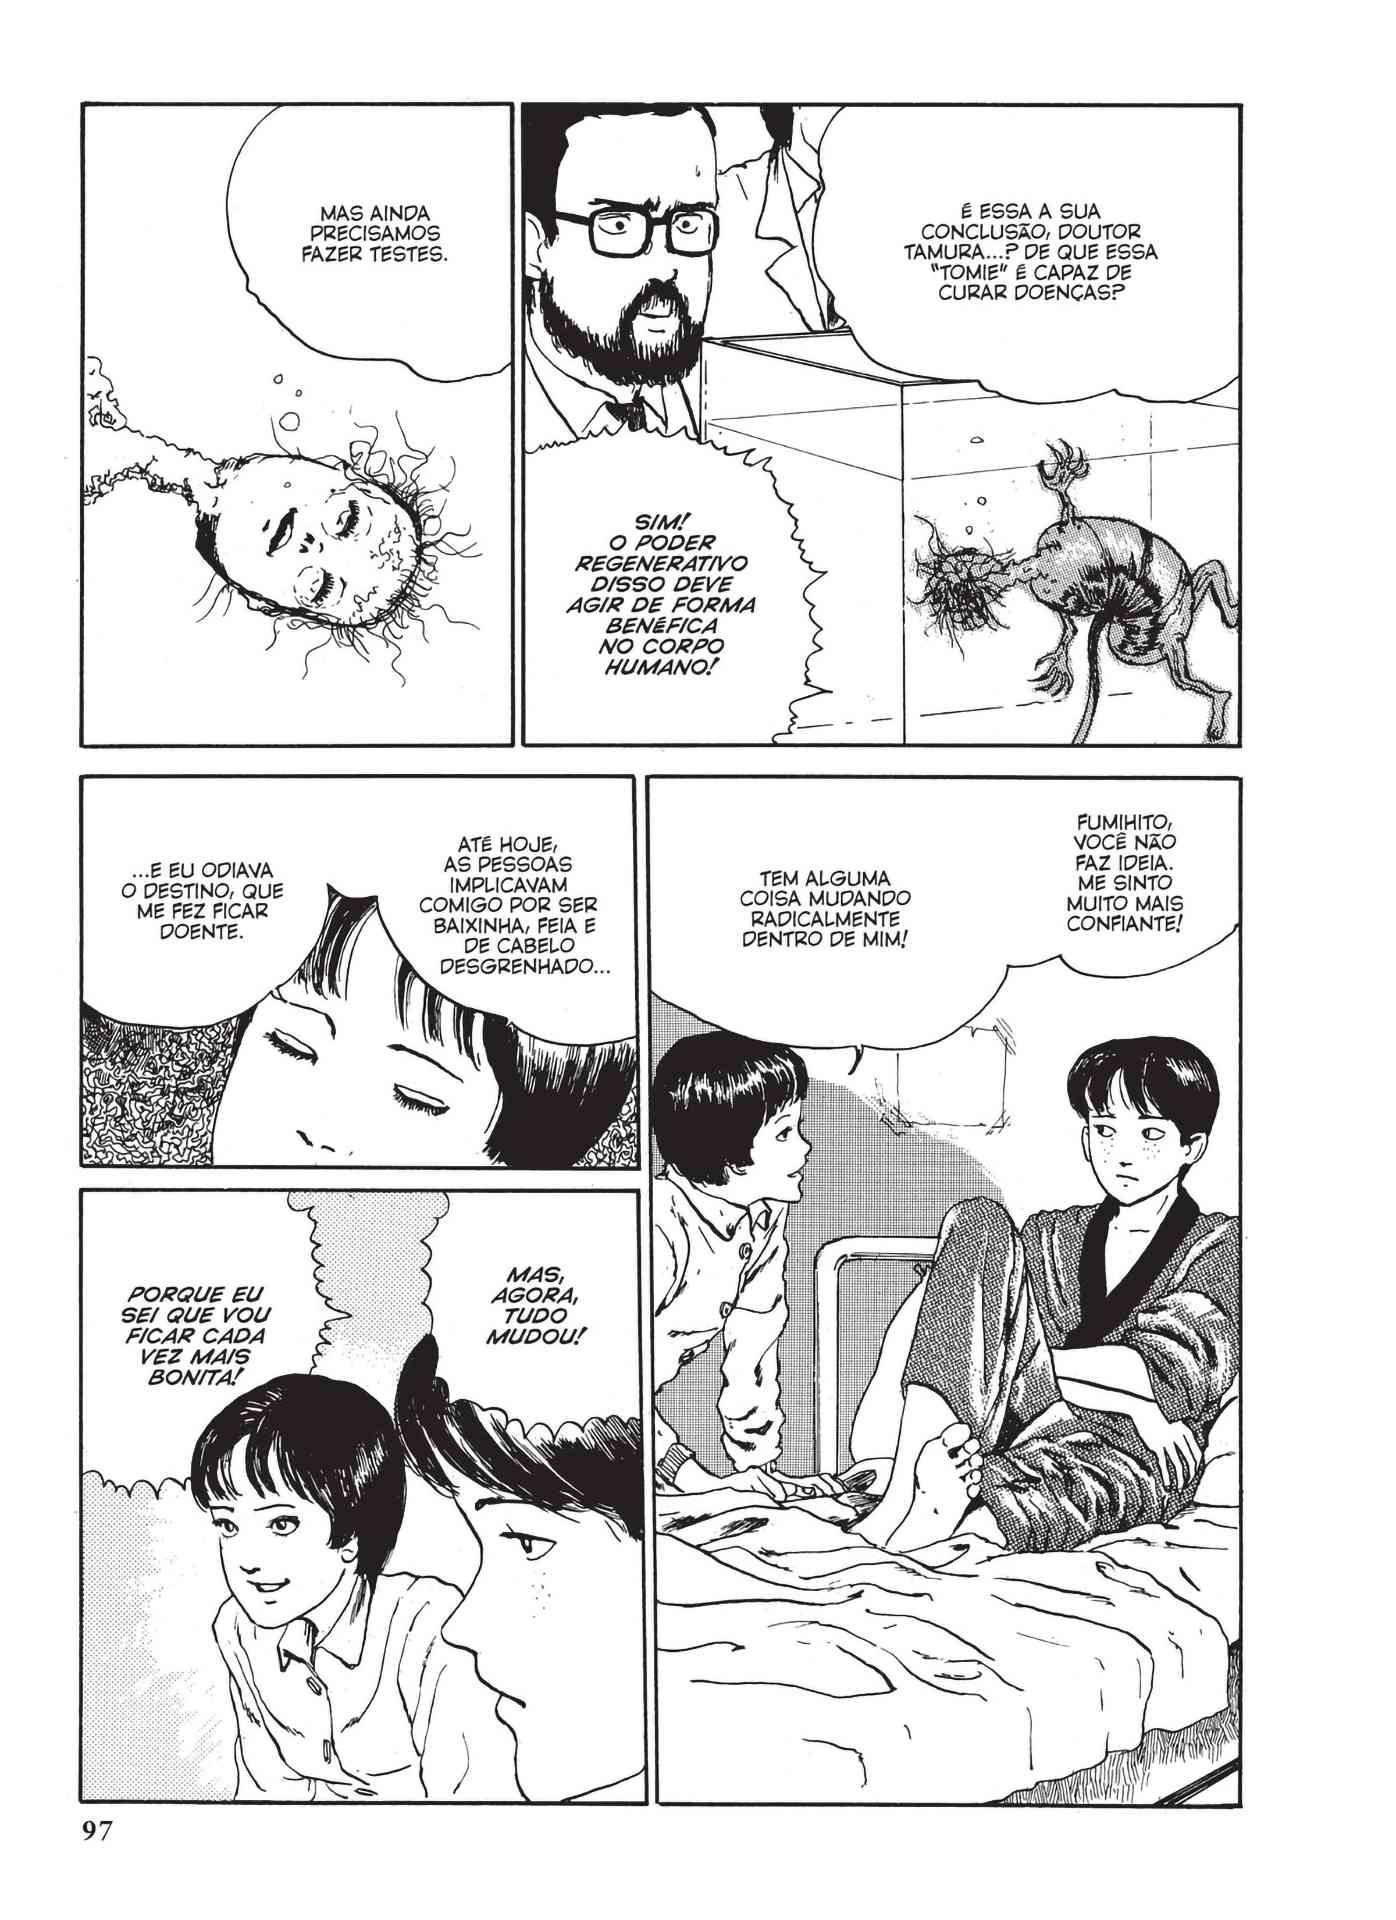 É ESSA A SUA
CONCLUSÃO, DOUTOR
TAMURA...? DE QUE ESSA
"TOMIE" É CAPAZ DE
CURAR DOENÇAS?
SIM!
O PODER
REGENERATIVO
DISSO DEVE
AGIR DE FORMA
BENÉFICA
NO CORPO
HUMANO!
MAS AINDA
PRECISAMOS
FAZER TESTES.
FUMIHITO,
VOCÊ NÃO
FAZ IDEIA.
ME SINTO
MUITO MAIS
CONFIANTE!
TEM ALGUMA
COISA MUDANDO
RADICALMENTE
DENTRO DE MIM!
ATÉ HOJE,
AS PESSOAS
IMPLICAVAM
COMIGO POR SER
BAIXINHA, FEIA E
DE CABELO
DESGRENHADO...
...E EU ODIAVA
O DESTINO, QUE
ME FEZ FICAR
DOENTE.
MAS,
AGORA,
TUDO
MUDOU!
PORQUE EU
SEI QUE VOU
FICAR CADA
VEZ MAIS
BONITA!
97